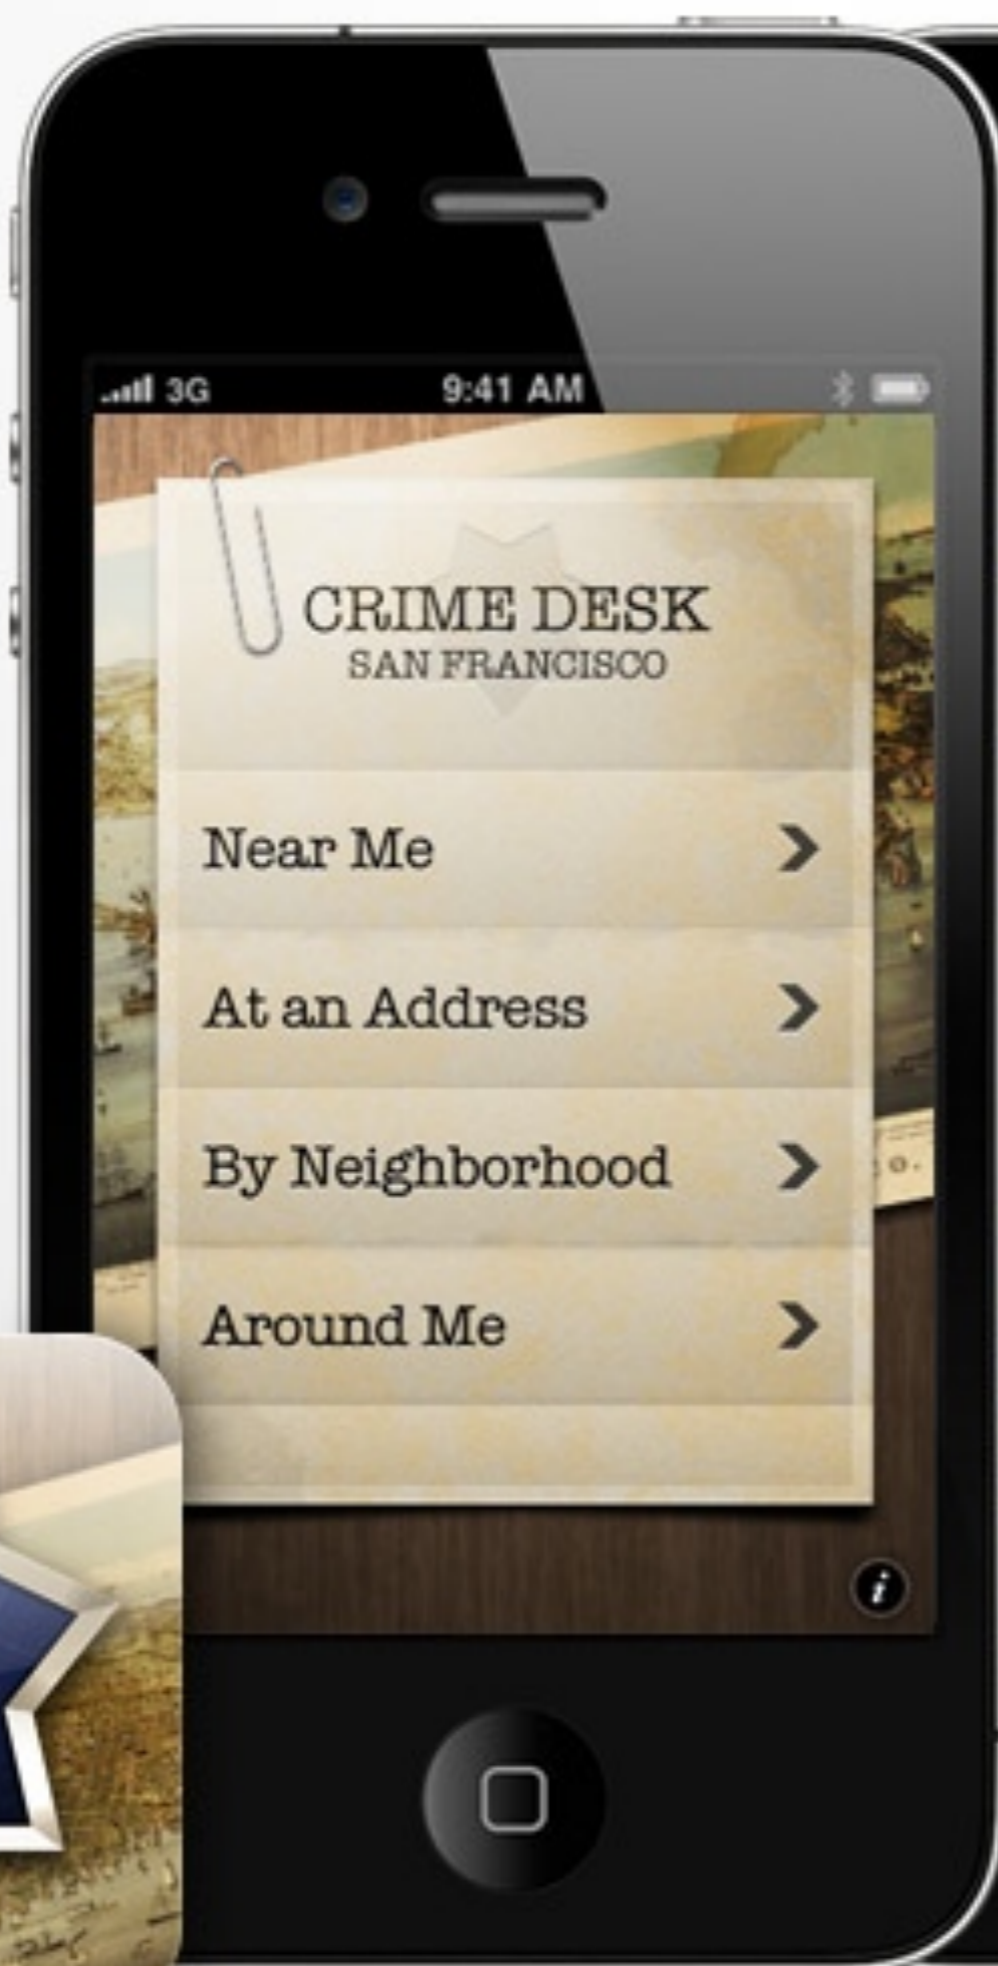 3G 9:41 AM
CRIME DESK
SAN FRANCISCO
Near Me
At an Address
By Neighborhood
Around Me
i